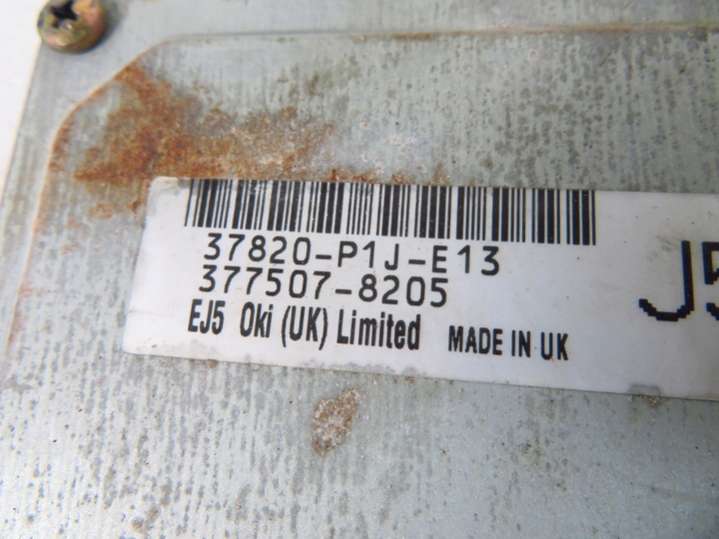 37820-P1J-E13
377507-8205
EJ5 Oki (UK) Limited MADE IN UK